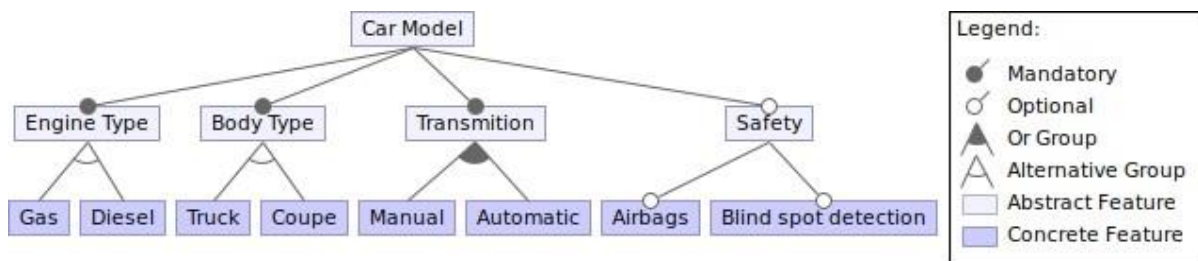 Car Model
Engine Type Body Type Transmition Safety
Gas Diesel Truck Coupe Manual Automatic Airbags Blind spot detection
Legend:
Mandatory
Optional
Or Group
Alternative Group
Abstract Feature
Concrete Feature